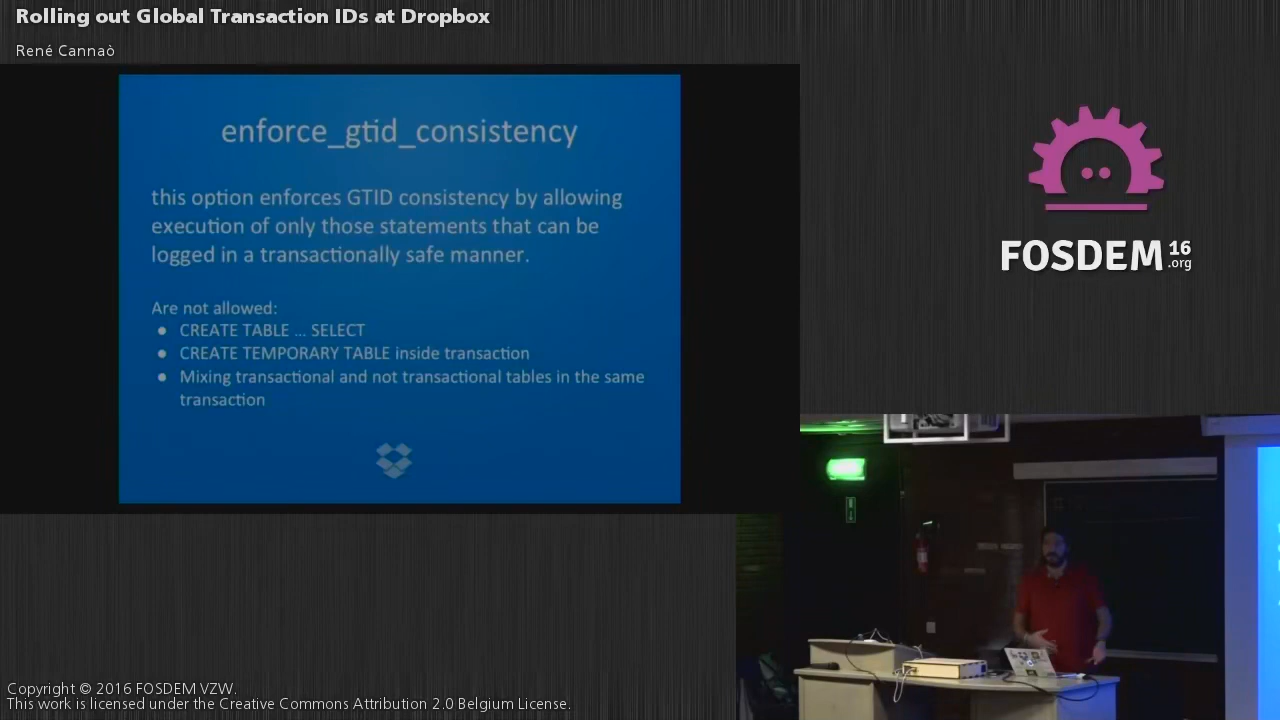 Rolling out Global Transaction IDs at Dropbox
René Cannaò
enforce_gtid_consistency
this option enforces GTID consistency by allowing
execution of only those statements that can be
logged in a transactionally safe manner.
Are not allowed:
● CREATE TABLE ... SELECT
● CREATE TEMPORARY TABLE inside transaction
● Mixing transactional and not transactional tables in the same
transaction
FOSDEM 16
.org
Copyright © 2016 FOSDEM VZW.
This work is licensed under the Creative Commons Attribution 2.0 Belgium License.